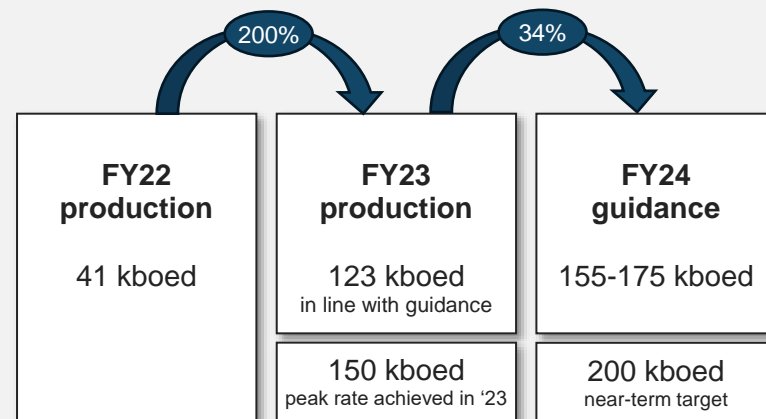 200%
34%
FY22
production
41 kboed
FY23
production
123 kboed
in line with guidance
150 kboed
peak rate achieved in ‘23
FY24
guidance
155-175 kboed
200 kboed
near-term target